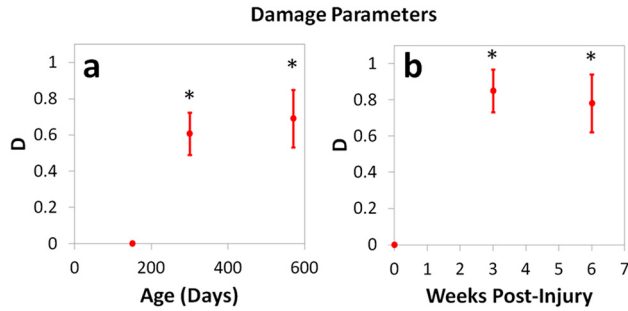 Damage Parameters
a
b
*
*
*
*
1
0.8
0.6
0.4
0.2
0
D
0 200 400 600
Age (Days)
1
0.8
0.6
0.4
0.2
0
D
0 1 2 3 4 5 6 7
Weeks Post-Injury